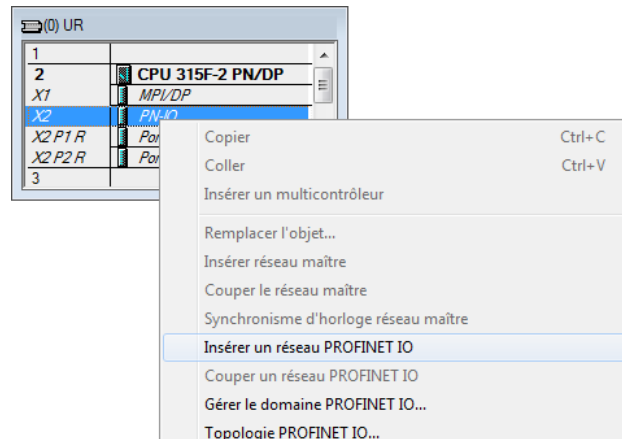 (0) UR
1
2 CPU 315F-2 PN/DP
X1 MPI/DP
X2 PN-IO
X2 P1 R Por
X2 P2 R Por
3
Copier Ctrl+C
Coller Ctrl+V
Insérer un multicontrôleur
Remplacer l'objet...
Insérer réseau maître
Couper le réseau maître
Synchronisme d'horloge réseau maître
Insérer un réseau PROFINET IO
Couper un réseau PROFINET IO
Gérer le domaine PROFINET IO...
Topologie PROFINET IO...